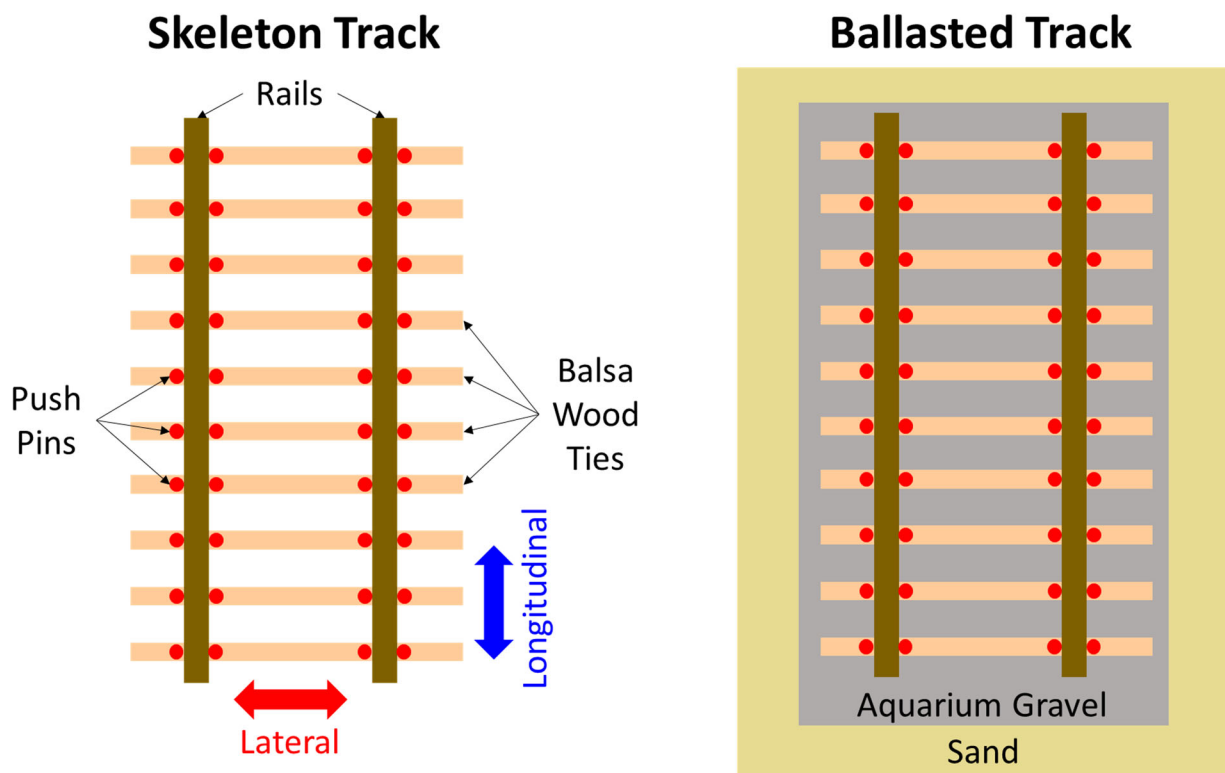 Skeleton Track
Rails
Push
Pins
Balsa
Wood
Ties
Longitudinal
Lateral
Ballasted Track
Aquarium Gravel
Sand